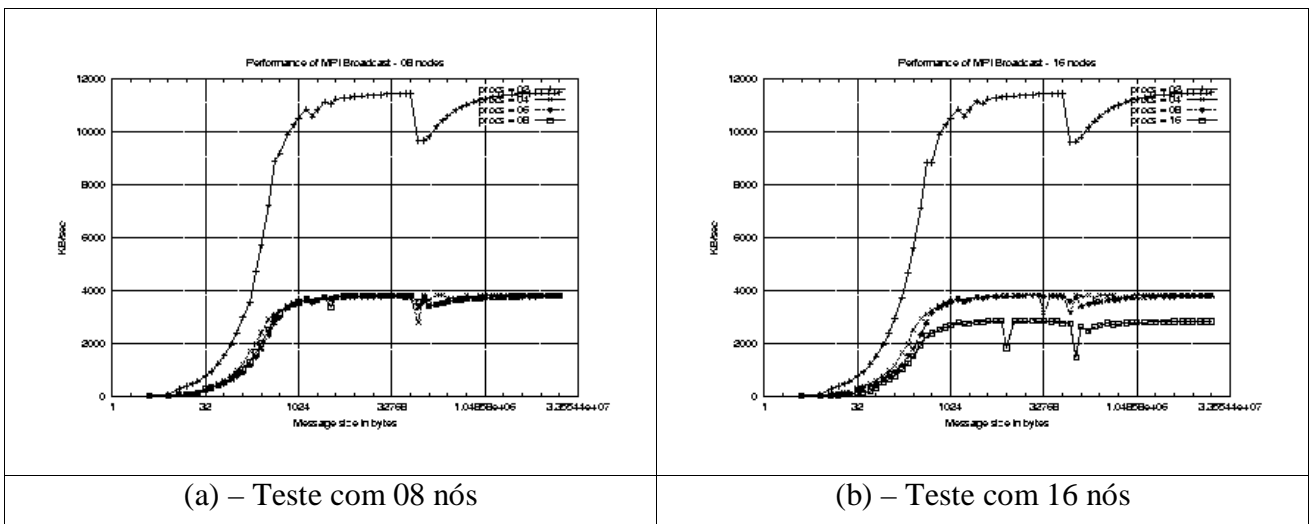 Performance of MPI Broadcast - 08 nodes
12000
10000
8000
6000
4000
2000
0
KB/sec
procs = 04
procs = 06
procs = 08
1
32
1024
32768
1.04858e+06
3.35544e+07
Message size in bytes
Performance of MPI Broadcast - 16 nodes
12000
10000
8000
6000
4000
2000
0
KB/sec
procs = 04
procs = 08
procs = 16
1
32
1024
32768
1.04858e+06
3.35544e+07
Message size in bytes
(a) – Teste com 08 nós
(b) – Teste com 16 nós